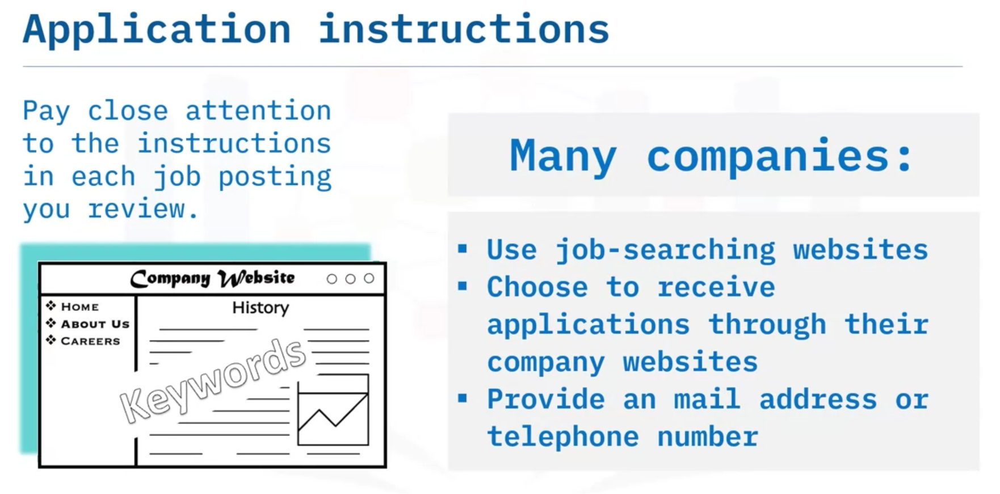 Application instructions
Pay close attention
to the instructions
in each job posting
you review.
Company Website
HOME
ABOUT US
CAREERS
History
Keywords
Many companies:
▪ Use job-searching websites
▪ Choose to receive
applications through their
company websites
▪ Provide an mail address or
telephone number